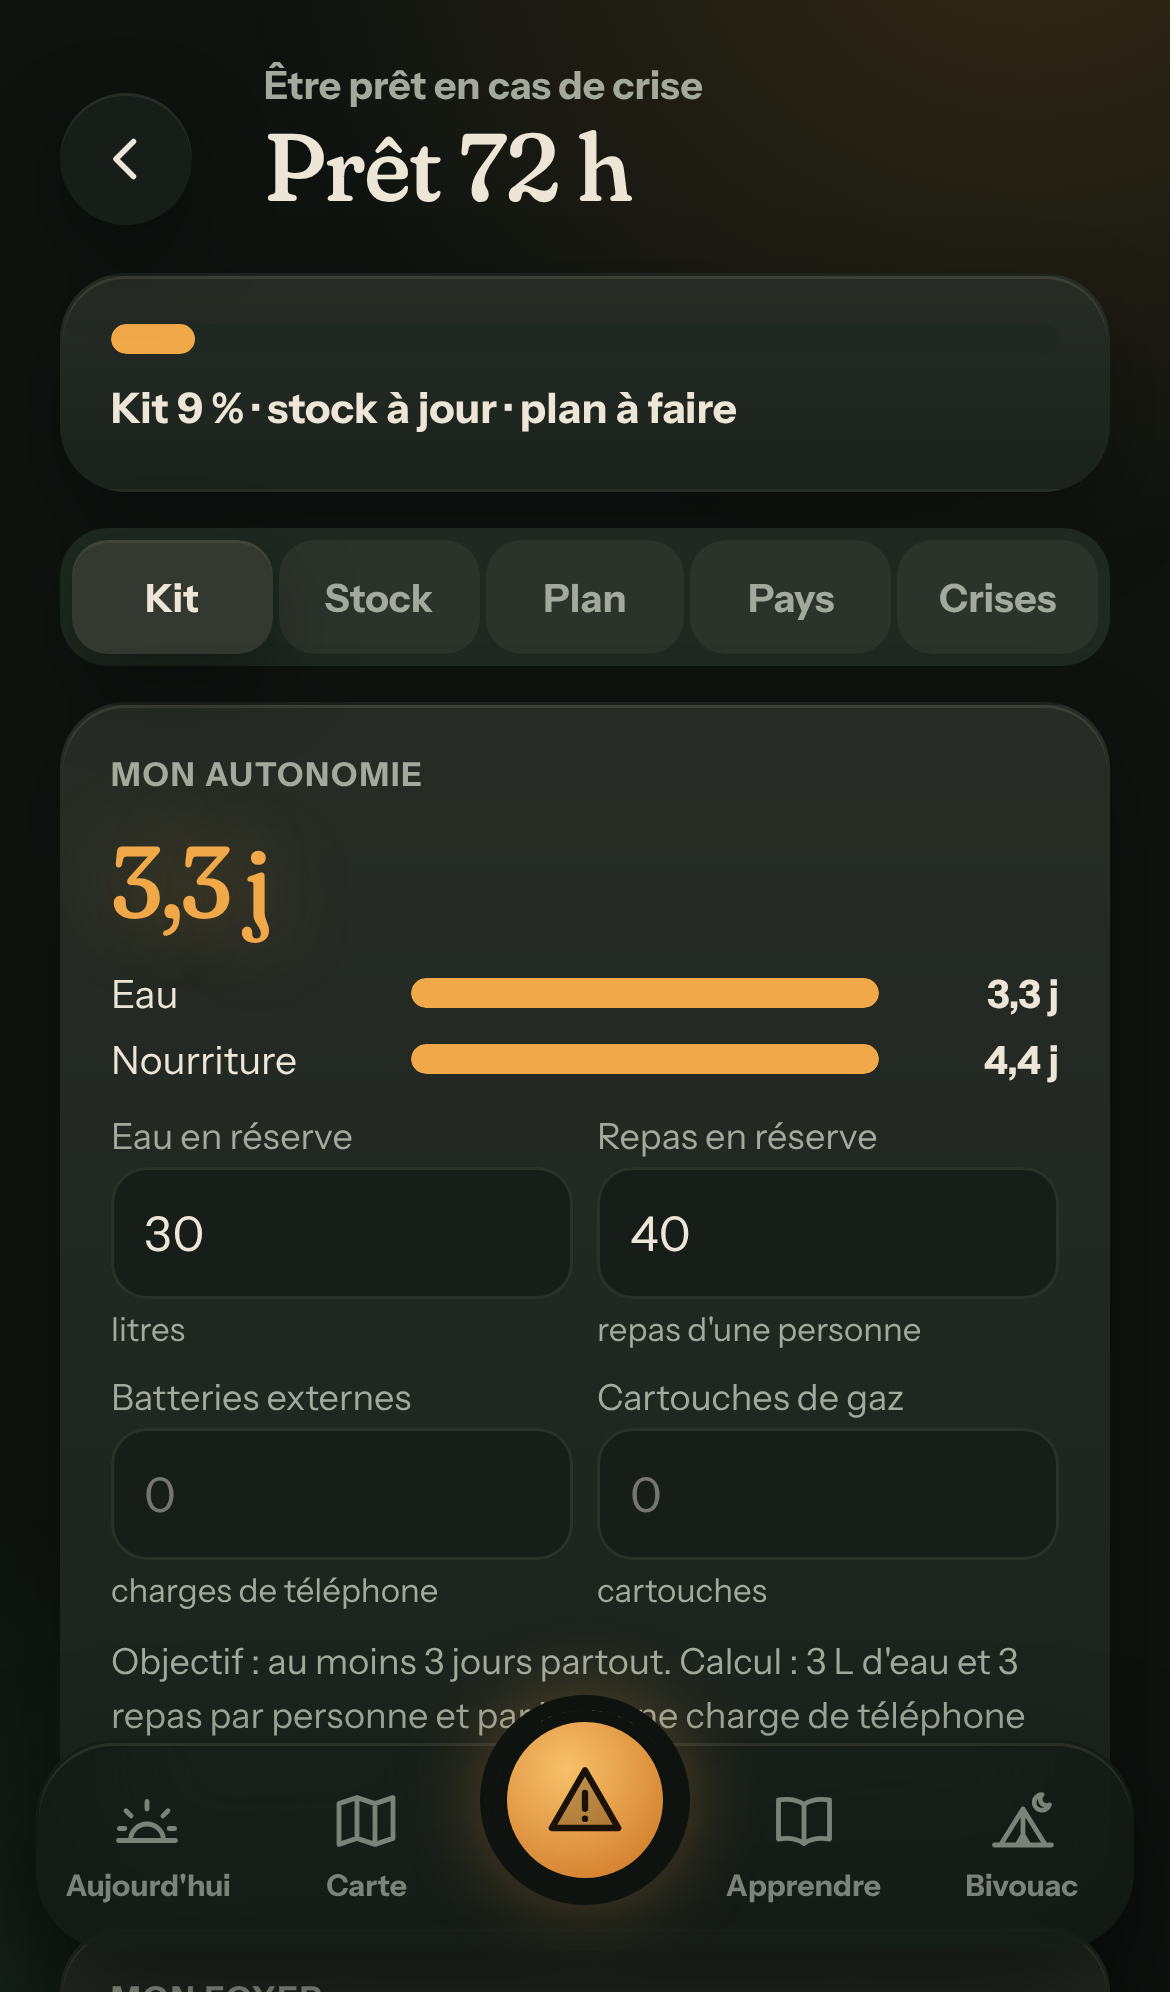 Être prêt en cas de crise
Prêt 72 h
Kit 9 % · stock à jour · plan à faire
Kit
Stock
Plan
Pays
Crises
MON AUTONOMIE
3,3 j
Eau
3,3 j
Nourriture
4,4 j
Eau en réserve
Repas en réserve
30
40
litres
repas d'une personne
Batteries externes
Cartouches de gaz
0
0
charges de téléphone
cartouches
Objectif : au moins 3 jours partout. Calcul : 3 L d'eau et 3
repas par personne et charge de téléphone
Aujourd'hui
Carte
Apprendre
Bivouac
MON FOYER